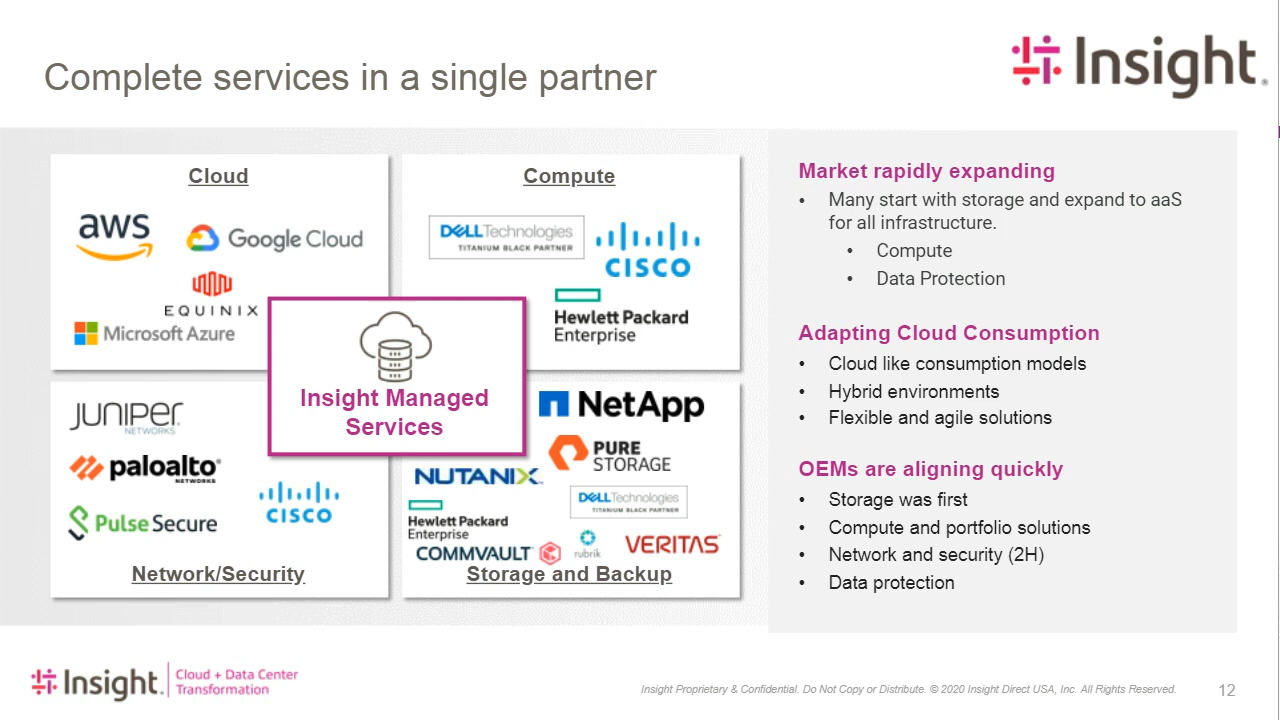 Complete services in a single partner
Insight.
Cloud
aws
Google Cloud
EQUINIX
Microsoft Azure
Compute
DELLTechnologies
TITANIUM BLACK PARTNER
CISCO
Hewlett Packard
Enterprise
Insight Managed
Services
JUNIPER
NETWORKS
paloalto
NETWORKS
Pulse Secure
CISCO
Network/Security
NetApp
PURE
STORAGE
NUTANIX
DELLTechnologies
TITANIUM BLACK PARTNER
Hewlett Packard
Enterprise
COMMVAULT
rubrik
VERITAS
Storage and Backup
Market rapidly expanding
• Many start with storage and expand to aaS
for all infrastructure.
• Compute
• Data Protection
Adapting Cloud Consumption
• Cloud like consumption models
• Hybrid environments
• Flexible and agile solutions
OEMs are aligning quickly
• Storage was first
• Compute and portfolio solutions
• Network and security (2H)
• Data protection
Insight.
Cloud + Data Center
Transformation
Insight Proprietary & Confidential. Do Not Copy or Distribute. © 2020 Insight Direct USA, Inc. All Rights Reserved.
12